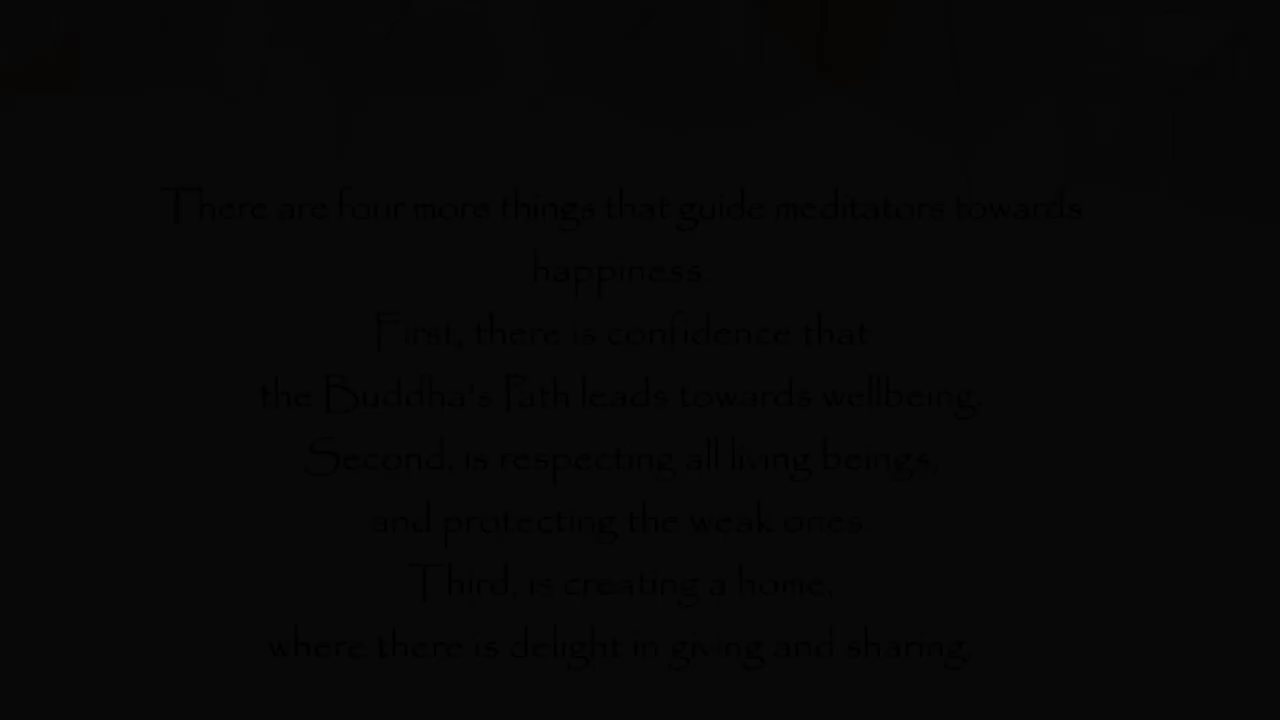 There are four more things that guide meditators towards
happiness.
First, there is confidence that
the Buddha's Path leads towards wellbeing,
Second, is respecting all living beings,
and protecting the weak ones.
Third, is creating a home,
where there is delight in giving and sharing,